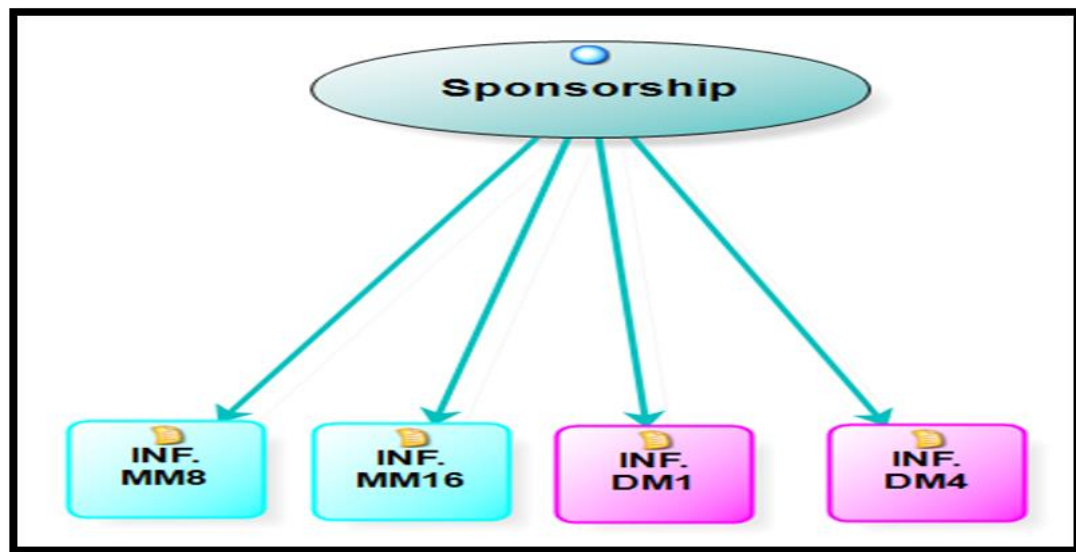 Sponsorship
INF.
MM8
INF.
MM16
INF.
DM1
INF.
DM4